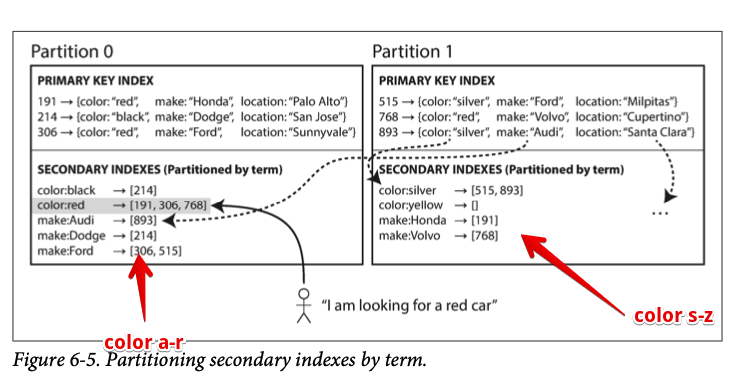 Partition 0
PRIMARY KEY INDEX
191 → {color: “red”, make: “Honda”, location: “Palo Alto”}
214 → {color: “black”, make: “Dodge”, location: “San Jose”}
306 → {color: “red”, make: “Ford”, location: “Sunnyvale”}
SECONDARY INDEXES (Partitioned by term)
color:black → [214]
color:red → [191, 306, 768]
make:Audi → [893]
make:Dodge → [214]
make:Ford → [306, 515]
Partition 1
PRIMARY KEY INDEX
515 → {color: “silver”, make: “Ford”, location: “Milpitas”}
768 → {color: “red”, make: “Volvo”, location: “Cupertino”}
893 → {color: “silver”, make: “Audi”, location: “Santa Clara”}
SECONDARY INDEXES (Partitioned by term)
color:silver → [515, 893]
color:yellow → []
make:Honda → [191]
make:Volvo → [768]
...
“I am looking for a red car”
color a-r
color s-z
Figure 6-5. Partitioning secondary indexes by term.